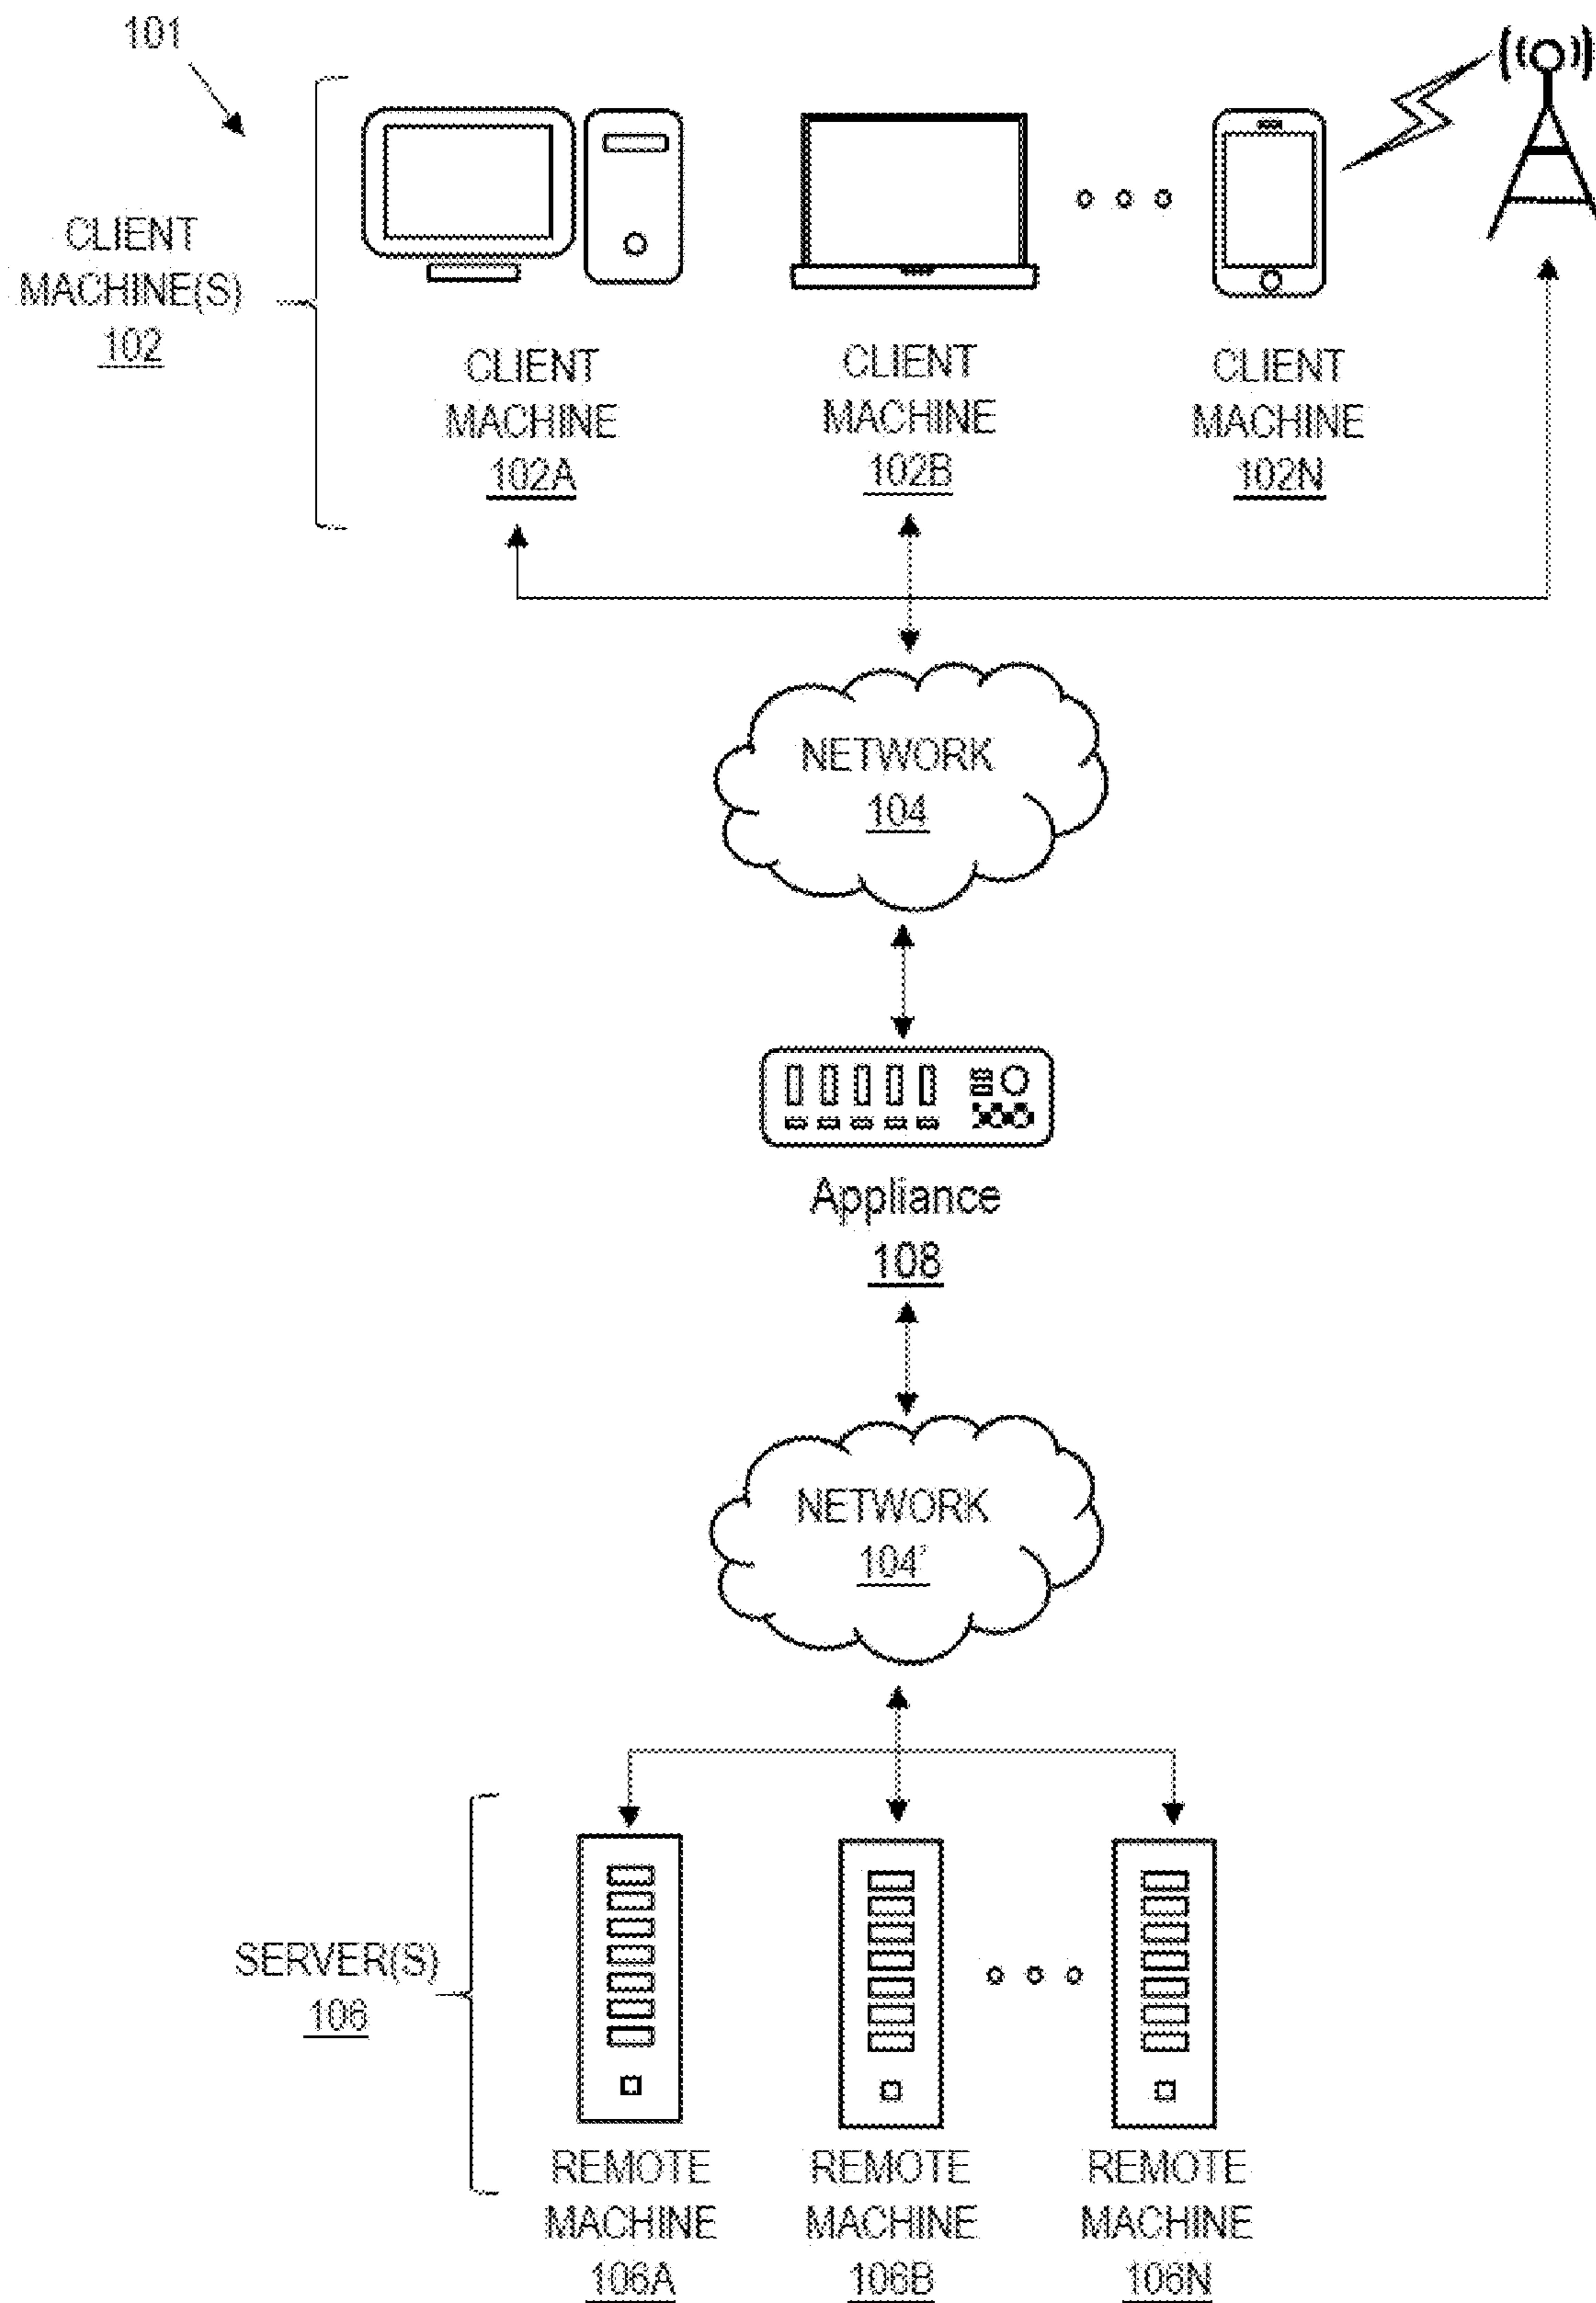 101
CLIENT
MACHINE(S)
102
CLIENT
MACHINE
102A
CLIENT
MACHINE
102B
CLIENT
MACHINE
102N
NETWORK
104
Appliance
108
NETWORK
104'
SERVER(S)
106
REMOTE
MACHINE
106A
REMOTE
MACHINE
106B
REMOTE
MACHINE
106N